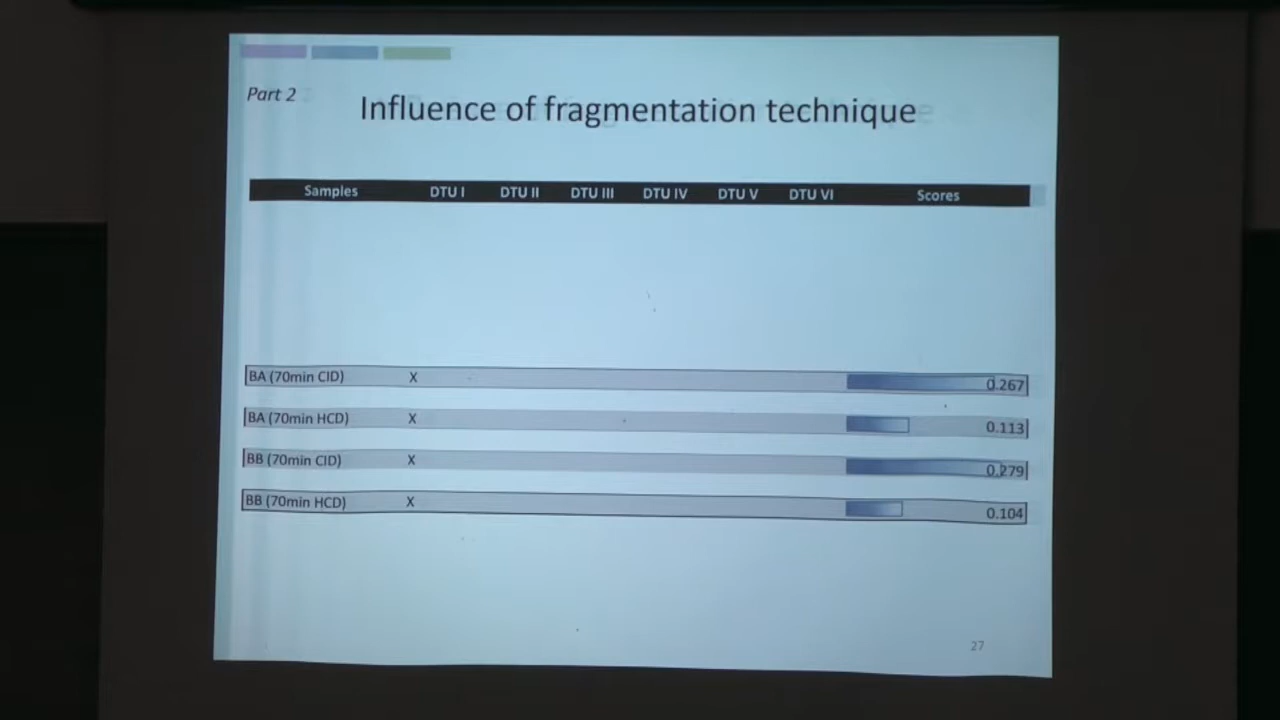 Part 2
Influence of fragmentation technique
Samples DTU I DTU II DTU III DTU IV DTU V DTU VI Scores
BA (70min CID) X 0.267
BA (70min HCD) X 0.113
BB (70min CID) X 0.279
BB (70min HCD) X 0.104
27